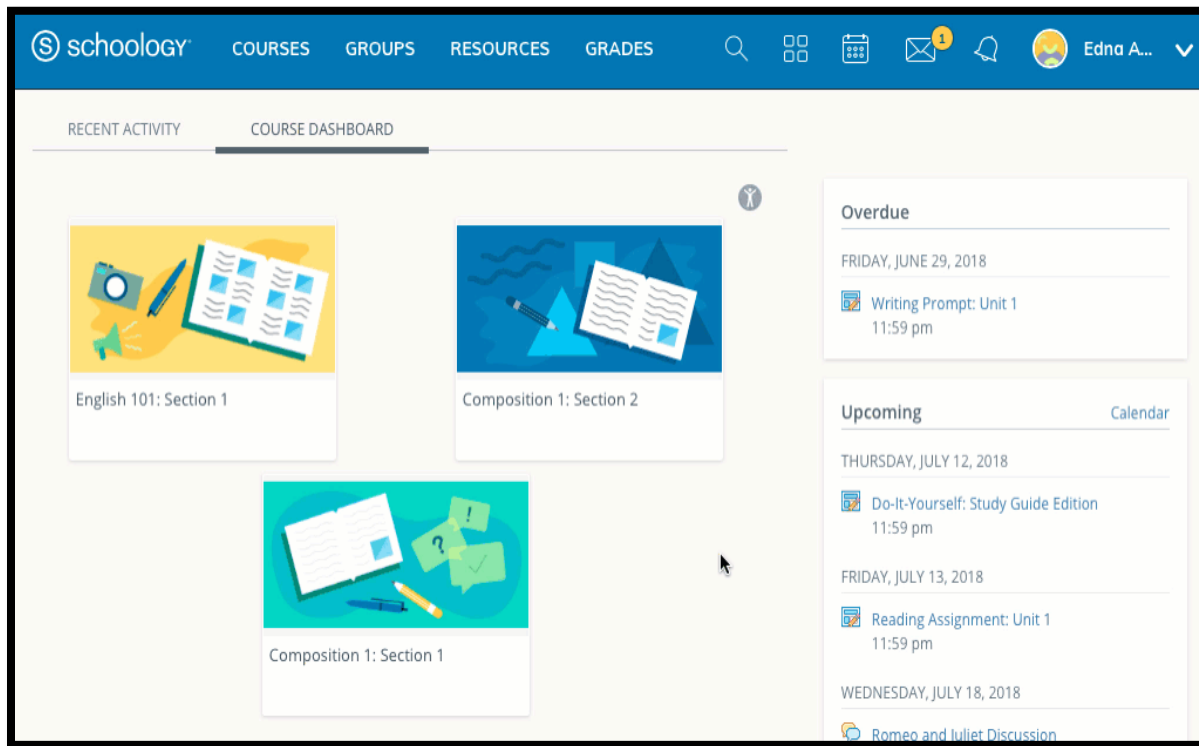 schoology
COURSES
GROUPS
RESOURCES
GRADES
1
Edna A...
RECENT ACTIVITY
COURSE DASHBOARD
English 101: Section 1
Composition 1: Section 2
Composition 1: Section 1
Overdue
FRIDAY, JUNE 29, 2018
Writing Prompt: Unit 1
11:59 pm
Upcoming
Calendar
THURSDAY, JULY 12, 2018
Do-It-Yourself: Study Guide Edition
11:59 pm
FRIDAY, JULY 13, 2018
Reading Assignment: Unit 1
11:59 pm
WEDNESDAY, JULY 18, 2018
Romeo and Juliet Discussion